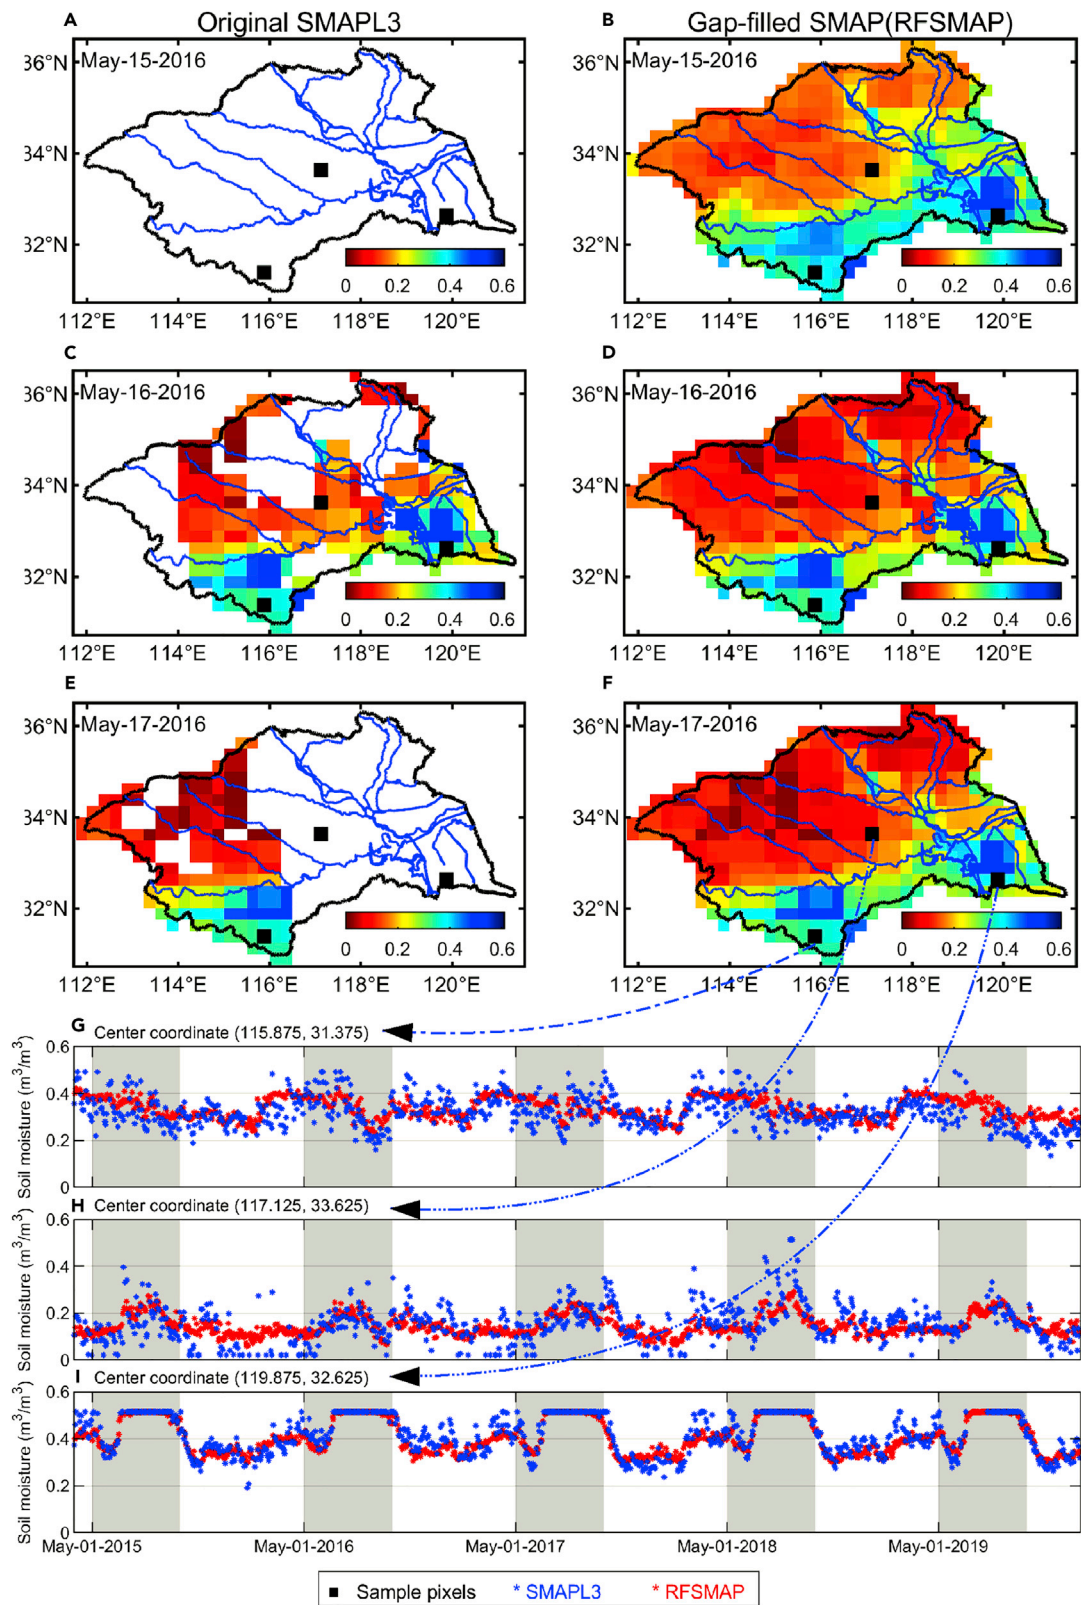 A Original SMAPL3
B Gap-filled SMAP(RFSMAP)
May-15-2016
36°N
34°N
32°N
0 0.2 0.4 0.6
112°E 114°E 116°E 118°E 120°E
May-15-2016
36°N
34°N
32°N
0 0.2 0.4 0.6
112°E 114°E 116°E 118°E 120°E
C
May-16-2016
36°N
34°N
32°N
0 0.2 0.4 0.6
112°E 114°E 116°E 118°E 120°E
D
May-16-2016
36°N
34°N
32°N
0 0.2 0.4 0.6
112°E 114°E 116°E 118°E 120°E
E
May-17-2016
36°N
34°N
32°N
0 0.2 0.4 0.6
112°E 114°E 116°E 118°E 120°E
F
May-17-2016
36°N
34°N
32°N
0 0.2 0.4 0.6
112°E 114°E 116°E 118°E 120°E
G Center coordinate (115.875, 31.375)
Soil moisture (m³/m³)
0.6
0.4
0.2
0
H Center coordinate (117.125, 33.625)
Soil moisture (m³/m³)
0.6
0.4
0.2
0
I Center coordinate (119.875, 32.625)
Soil moisture (m³/m³)
0.6
0.4
0.2
0
May-01-2015 May-01-2016 May-01-2017 May-01-2018 May-01-2019
■ Sample pixels * SMAPL3 * RFSMAP